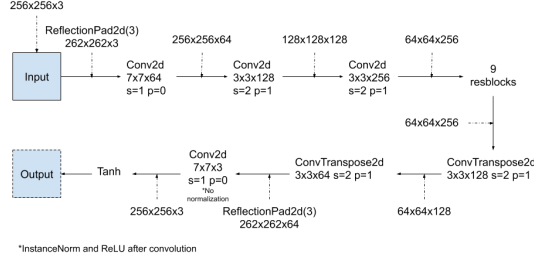 256x256x3
ReflectionPad2d(3)
262x262x3
256x256x64
128x128x128
64x64x256
Input
Conv2d
7x7x64
s=1 p=0
Conv2d
3x3x128
s=2 p=1
Conv2d
3x3x256
s=2 p=1
9
resblocks
64x64x256
Output
Tanh
Conv2d
7x7x3
s=1 p=0
*No
normalization
ConvTranspose2d
3x3x64 s=2 p=1
ConvTranspose2d
3x3x128 s=2 p=1
256x256x3
ReflectionPad2d(3)
262x262x64
64x64x128
*InstanceNorm and ReLU after convolution